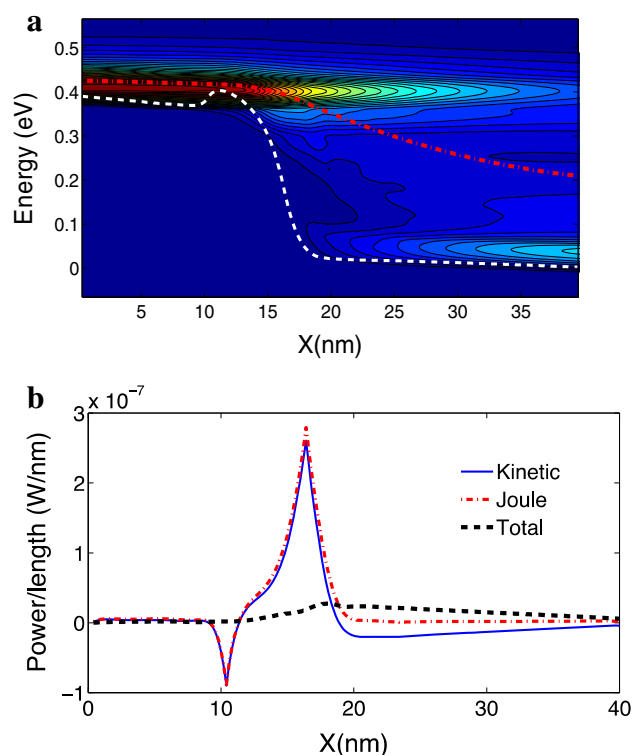 a
0.5
0.4
0.3
0.2
0.1
0
Energy (eV)
5 10 15 20 25 30 35
X(nm)
b
3 x 10^-7
2
1
0
−1
Power/length (W/nm)
Kinetic
Joule
Total
0 10 20 30 40
X(nm)